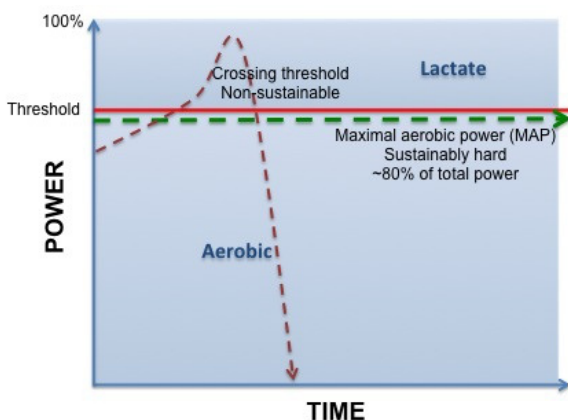 100%
Crossing threshold
Non-sustainable
Lactate
Threshold
Maximal aerobic power (MAP)
Sustainably hard
~80% of total power
POWER
Aerobic
TIME